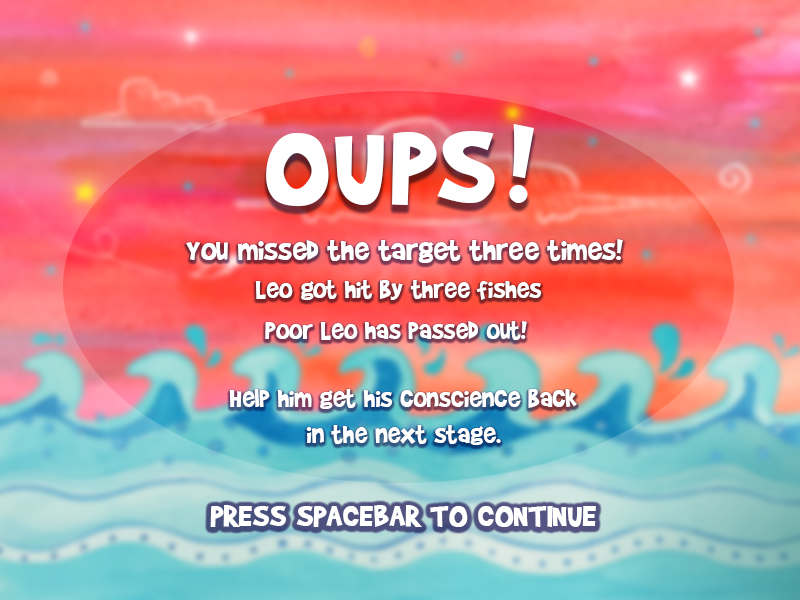 OUPS!
You missed the target three times!
Leo got hit by three fishes
Poor Leo has passed out!
Help him get his conscience back
in the next stage.
PRESS SPACEBAR TO CONTINUE